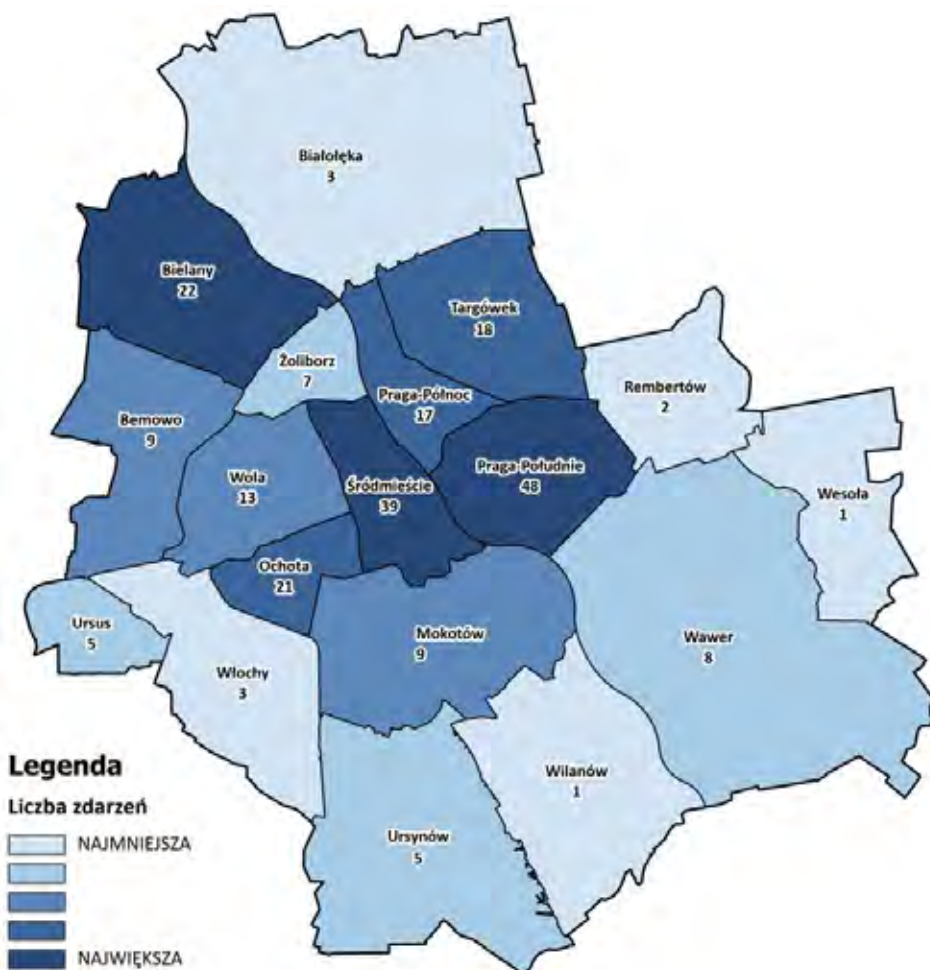 Białołęka
3
Bielany
22
Targówek
18
Żoliborz
7
Rembertów
2
Praga-Północ
17
Bemowo
9
Praga-Południe
48
Wola
13
Śródmieście
39
Wesoła
1
Ochota
21
Ursus
5
Mokotów
9
Wawer
8
Włochy
3
Wilanów
1
Ursynów
5
Legenda
Liczba zdarzeń
NAJMNIEJSZA
NAJWIĘKSZA